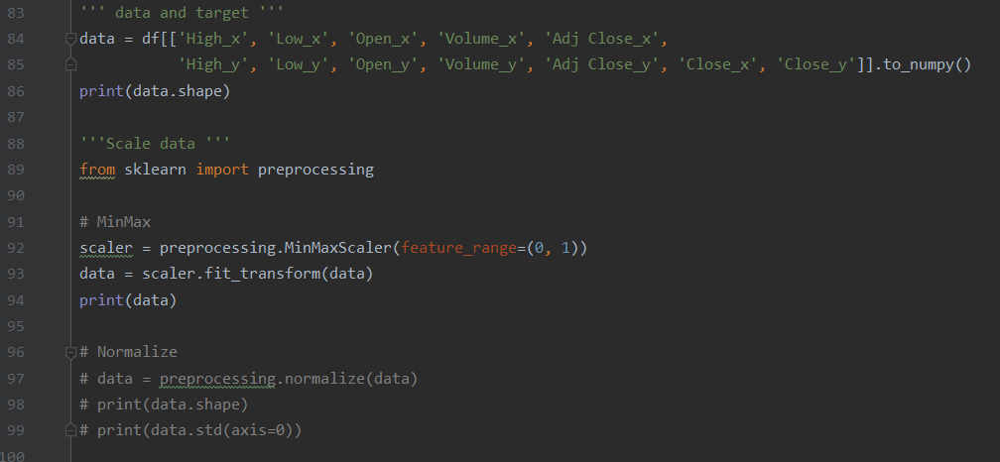 83 ''' data and target '''
84 data = df[['High_x', 'Low_x', 'Open_x', 'Volume_x', 'Adj Close_x',
85            'High_y', 'Low_y', 'Open_y', 'Volume_y', 'Adj Close_y', 'Close_x', 'Close_y']].to_numpy()
86 print(data.shape)
87
88 '''Scale data '''
89 from sklearn import preprocessing
90
91 # MinMax
92 scaler = preprocessing.MinMaxScaler(feature_range=(0, 1))
93 data = scaler.fit_transform(data)
94 print(data)
95
96 # Normalize
97 # data = preprocessing.normalize(data)
98 # print(data.shape)
99 # print(data.std(axis=0))
100